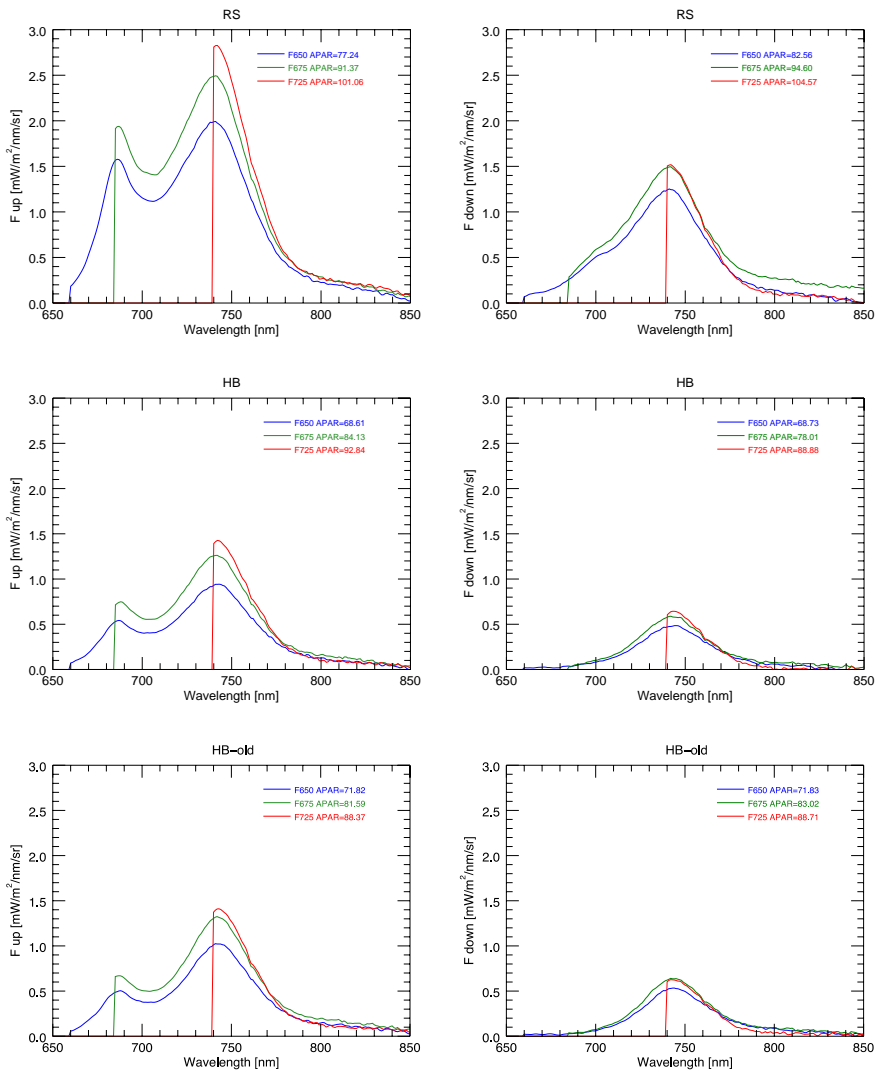 RS
3.0
2.5
2.0
1.5
1.0
0.5
0.0
F up [mW/m²/nm/sr]
F650 APAR=77.24
F675 APAR=91.37
F725 APAR=101.06
650 700 750 800 850
Wavelength [nm]
RS
3.0
2.5
2.0
1.5
1.0
0.5
0.0
F down [mW/m²/nm/sr]
F650 APAR=82.56
F675 APAR=94.60
F725 APAR=104.57
650 700 750 800 850
Wavelength [nm]
HB
3.0
2.5
2.0
1.5
1.0
0.5
0.0
F up [mW/m²/nm/sr]
F650 APAR=68.61
F675 APAR=84.13
F725 APAR=92.84
650 700 750 800 850
Wavelength [nm]
HB
3.0
2.5
2.0
1.5
1.0
0.5
0.0
F down [mW/m²/nm/sr]
F650 APAR=68.73
F675 APAR=78.01
F725 APAR=88.88
650 700 750 800 850
Wavelength [nm]
HB-old
3.0
2.5
2.0
1.5
1.0
0.5
0.0
F up [mW/m²/nm/sr]
F650 APAR=71.82
F675 APAR=81.59
F725 APAR=88.37
650 700 750 800 850
Wavelength [nm]
HB-old
3.0
2.5
2.0
1.5
1.0
0.5
0.0
F down [mW/m²/nm/sr]
F650 APAR=71.83
F675 APAR=83.02
F725 APAR=88.71
650 700 750 800 850
Wavelength [nm]